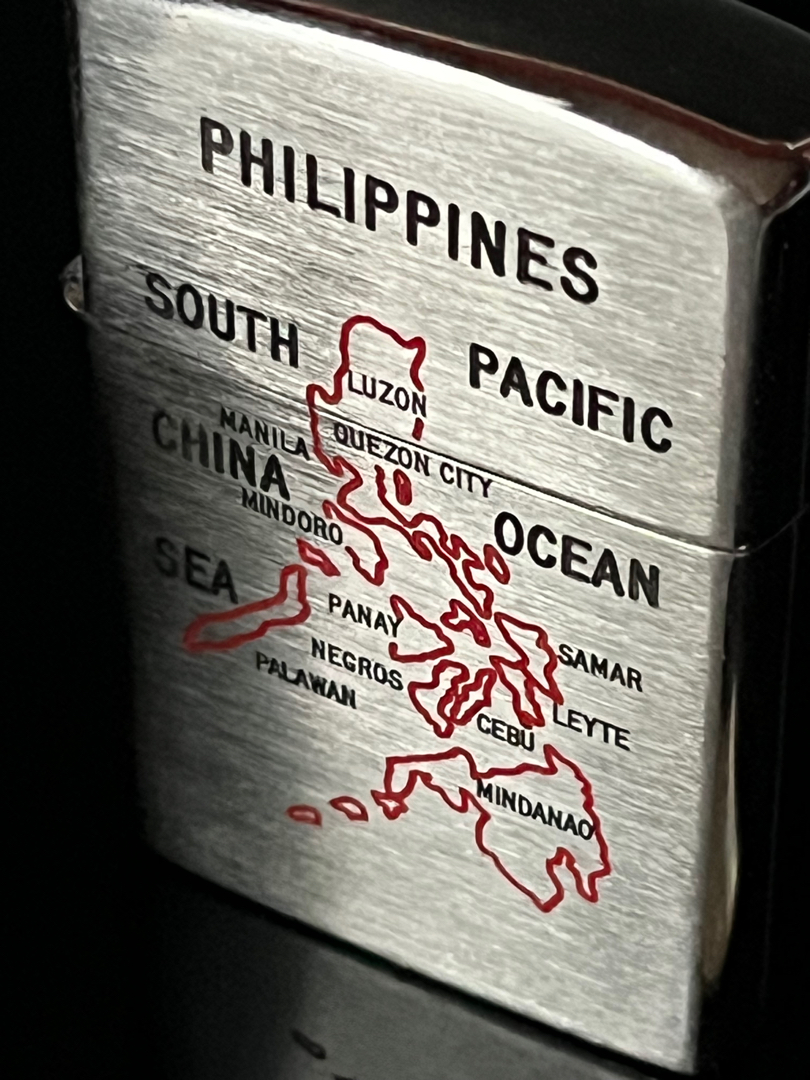 PHILIPPINES
SOUTH
PACIFIC
LUZON
MANILA
QUEZON CITY
CHINA
MINDORO
OCEAN
SEA
PANAY
SAMAR
NEGROS
PALAWAN
LEYTE
CEBU
MINDANAO